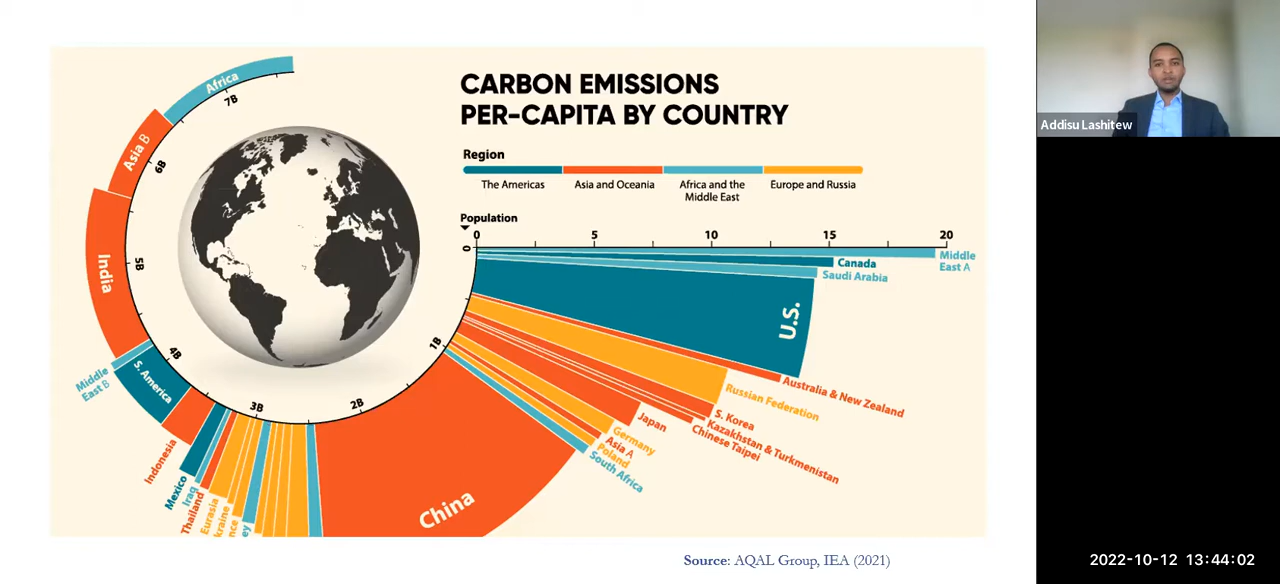 CARBON EMISSIONS
PER-CAPITA BY COUNTRY
Region
The Americas
Asia and Oceania
Africa and the
Middle East
Europe and Russia
Population
0
5
10
15
20
0
Middle
East A
Canada
Saudi Arabia
U.S.
Australia & New Zealand
Russian Federation
S. Korea
Kazakhstan & Turkmenistan
Chinese Taipei
Japan
Germany
Asia A
Poland
South Africa
1B
China
2B
3B
kraine
nce
ey
Eurasia
Thailand
Iraq
Mexico
Indonesia
S. America
4B
Middle
East B
India
5B
Asia B
6B
Africa
7B
Source: AQAL Group, IEA (2021)
Addisu Lashitew
2022-10-12 13:44:02